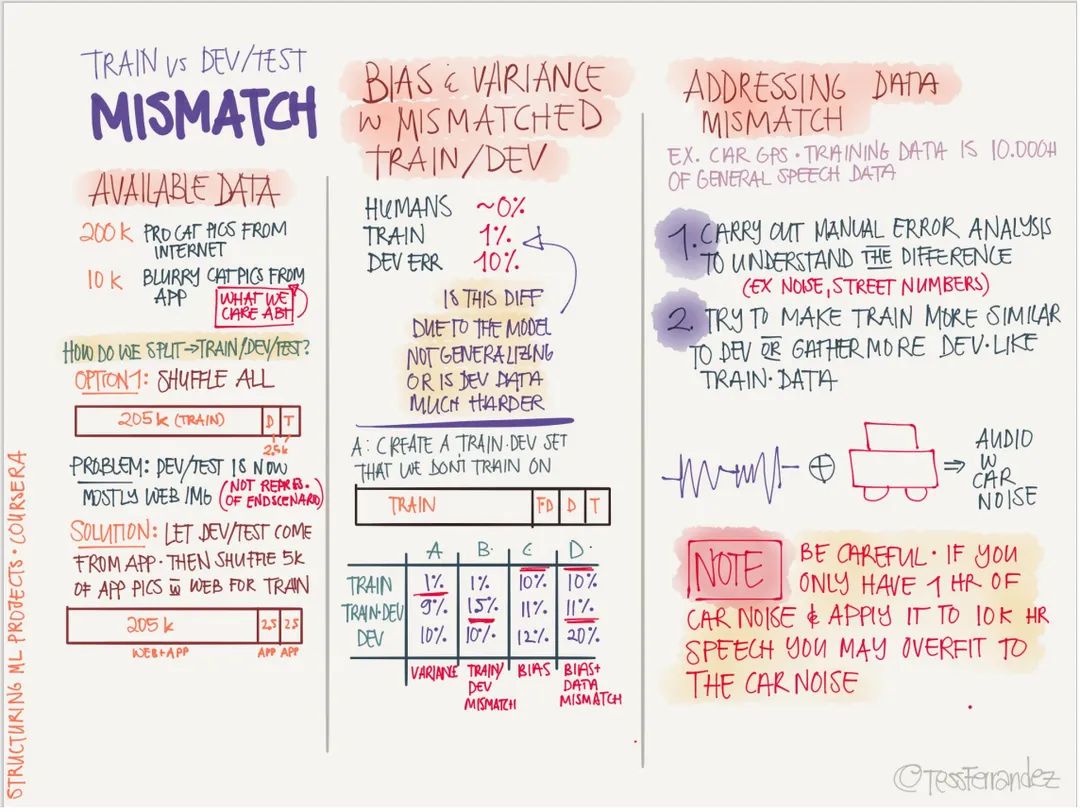 TRAIN VS DEV/TEST
MISMATCH
AVAILABLE DATA
200k PRO CAT PICS FROM
INTERNET
10k BLURRY CAT PICS FROM
APP
WHAT WE
CARE ABT
HOW DO WE SPLIT→TRAIN/DEV/TEST?
OPTION 1: SHUFFLE ALL
205k (TRAIN) D T
2.5k
PROBLEM: DEV/TEST IS NOW
MOSTLY WEB IMG (NOT REPRES.
OF ENDSCENARIO)
SOLUTION: LET DEV/TEST COME
FROM APP. THEN SHUFFLE 5K
OF APP PICS W WEB FOR TRAIN
205k 2.5 2.5
WEB+APP APP APP
BIAS & VARIANCE
W MISMATCHED
TRAIN/DEV
HUMANS ~0%
TRAIN 1%
DEV ERR 10%
IS THIS DIFF
DUE TO THE MODEL
NOT GENERALIZING
OR IS DEV DATA
MUCH HARDER
A: CREATE A TRAIN-DEV SET
THAT WE DON'T TRAIN ON
TRAIN TD D T
A B C D
TRAIN 1% 1% 10% 10%
TRAIN-DEV 9% 15% 11% 11%
DEV 10% 10% 12% 20%
VARIANCE TRAIN/ BIAS BIAS+
DEV DATA
MISMATCH MISMATCH
ADDRESSING DATA
MISMATCH
EX. CAR GPS · TRAINING DATA IS 10.000H
OF GENERAL SPEECH DATA
1. CARRY OUT MANUAL ERROR ANALYSIS
TO UNDERSTAND THE DIFFERENCE
(EX NOISE, STREET NUMBERS)
2. TRY TO MAKE TRAIN MORE SIMILAR
TO DEV OR GATHER MORE DEV-LIKE
TRAIN-DATA
AUDIO
W
CAR
NOISE
NOTE BE CAREFUL · IF YOU
ONLY HAVE 1 HR OF
CAR NOISE & APPLY IT TO 10K HR
SPEECH YOU MAY OVERFIT TO
THE CAR NOISE
STRUCTURING ML PROJECTS · COURSERA
©TessFerrandez